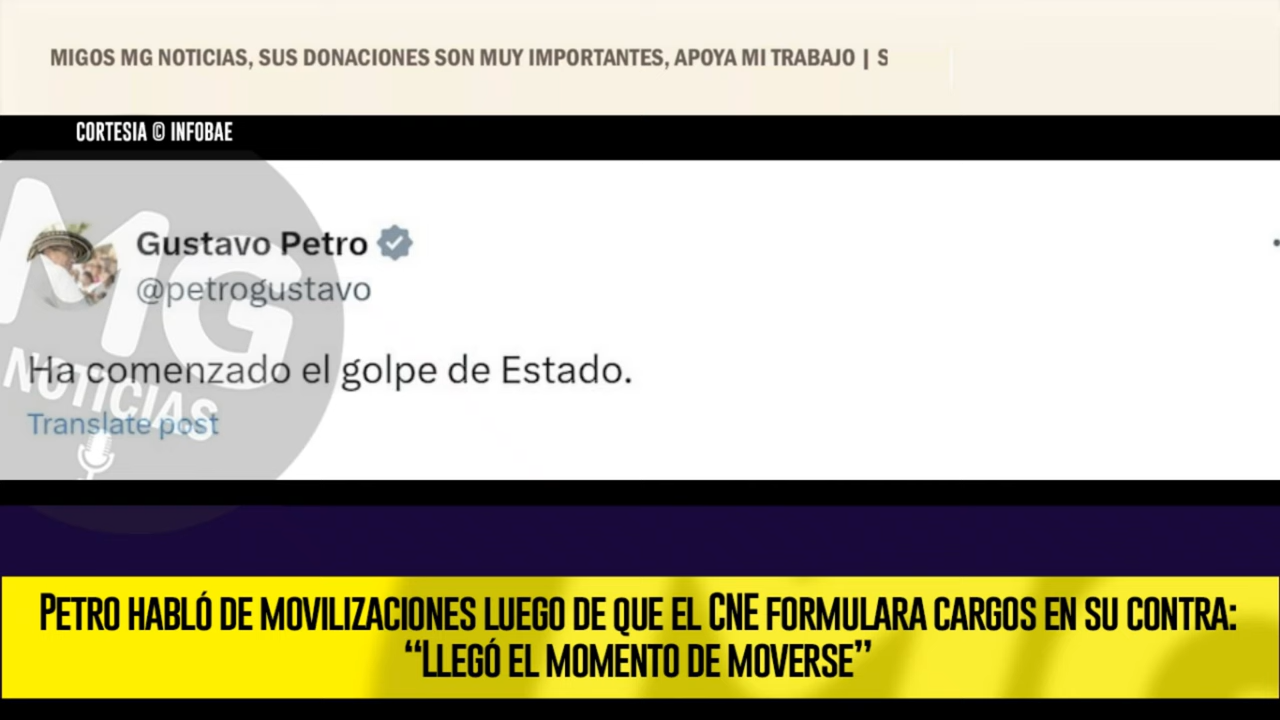 MIGOS MG NOTICIAS, SUS DONACIONES SON MUY IMPORTANTES, APOYA MI TRABAJO | S
CORTESIA © INFOBAE
Gustavo Petro
@petrogustavo
Ha comenzado el golpe de Estado.
Translate post
MG
NOTICIAS
PETRO HABLÓ DE MOVILIZACIONES LUEGO DE QUE EL CNE FORMULARA CARGOS EN SU CONTRA:
“LLEGÓ EL MOMENTO DE MOVERSE”